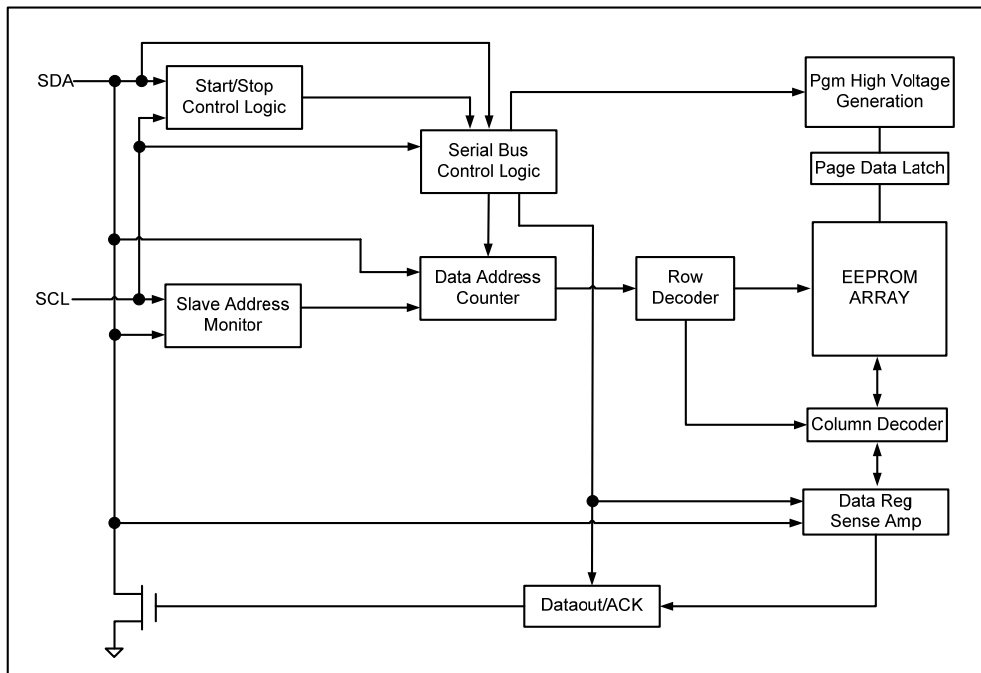 SDA
Start/Stop
Control Logic
Pgm High Voltage
Generation
Serial Bus
Control Logic
Page Data Latch
SCL
Slave Address
Monitor
Data Address
Counter
Row
Decoder
EEPROM
ARRAY
Column Decoder
Data Reg
Sense Amp
Dataout/ACK